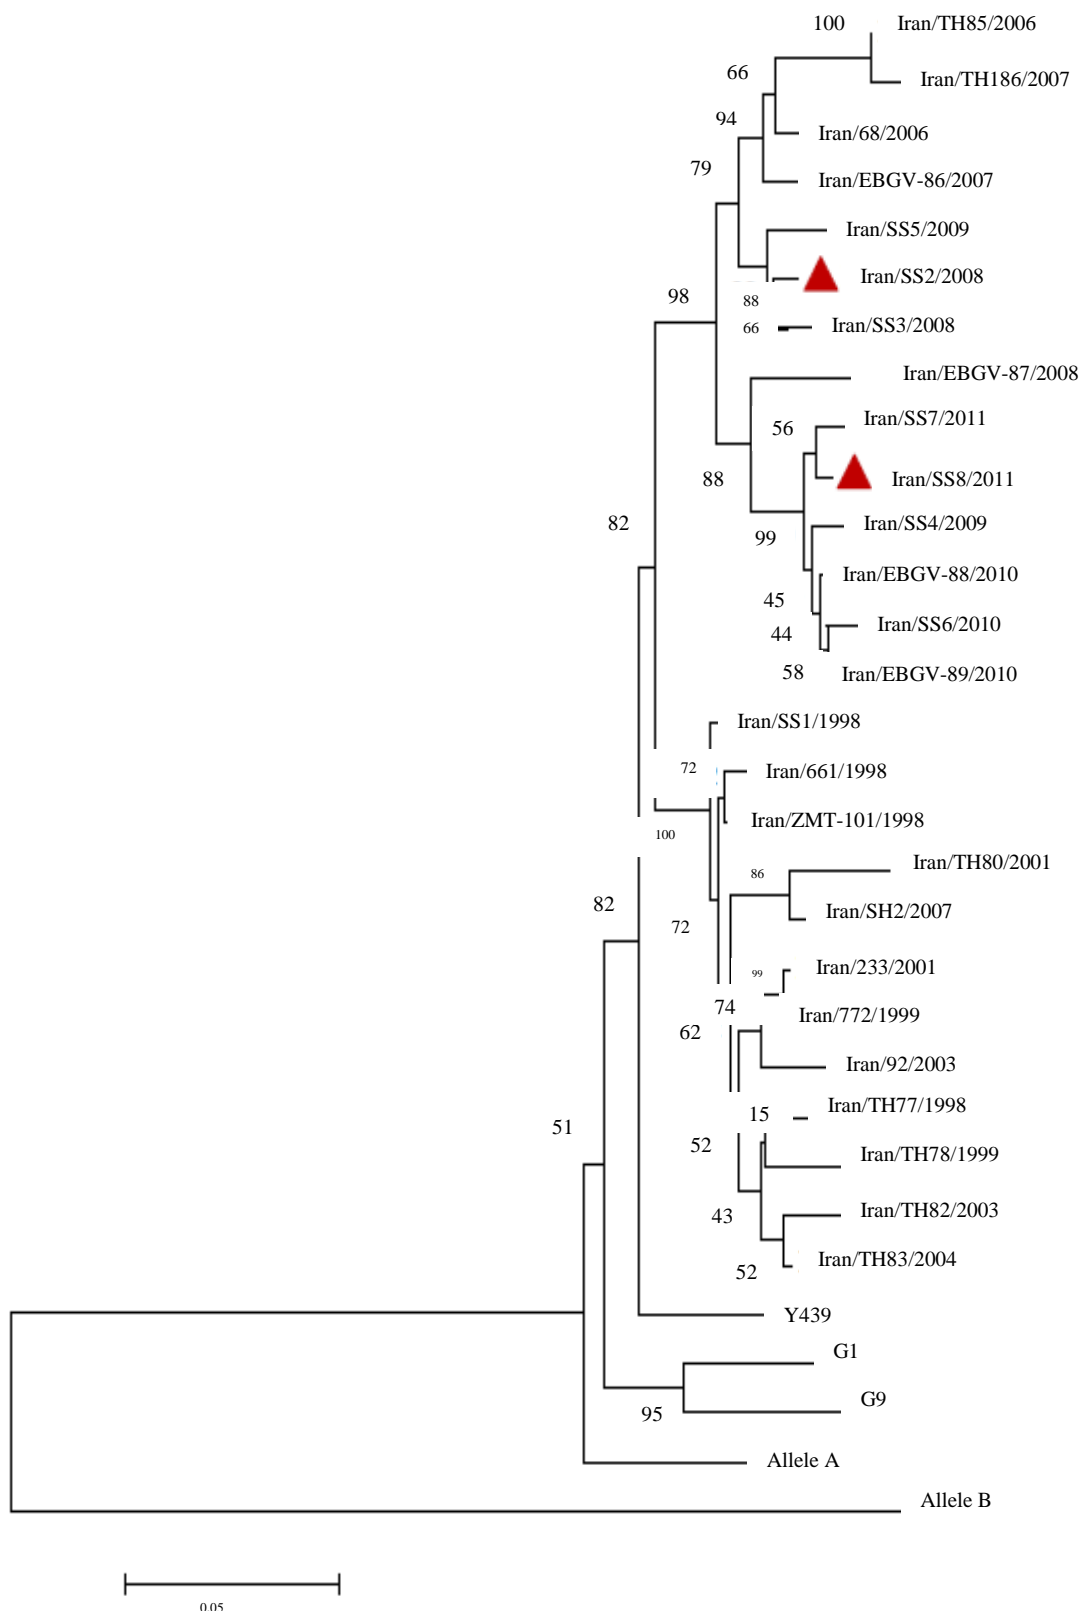 100 Iran/TH85/2006
66
Iran/TH186/2007
94
Iran/68/2006
79
Iran/EBGV-86/2007
Iran/SS5/2009
Iran/SS2/2008
98
88
66 Iran/SS3/2008
Iran/EBGV-87/2008
Iran/SS7/2011
56
88 Iran/SS8/2011
82 Iran/SS4/2009
99
Iran/EBGV-88/2010
45
Iran/SS6/2010
44
58 Iran/EBGV-89/2010
Iran/SS1/1998
72 Iran/661/1998
Iran/ZMT-101/1998
100
Iran/TH80/2001
86
82 Iran/SH2/2007
72
Iran/233/2001
99
74
Iran/772/1999
62
Iran/92/2003
Iran/TH77/1998
15
51
52 Iran/TH78/1999
Iran/TH82/2003
43
Iran/TH83/2004
52
Y439
G1
G9
95
Allele A
Allele B
0.05